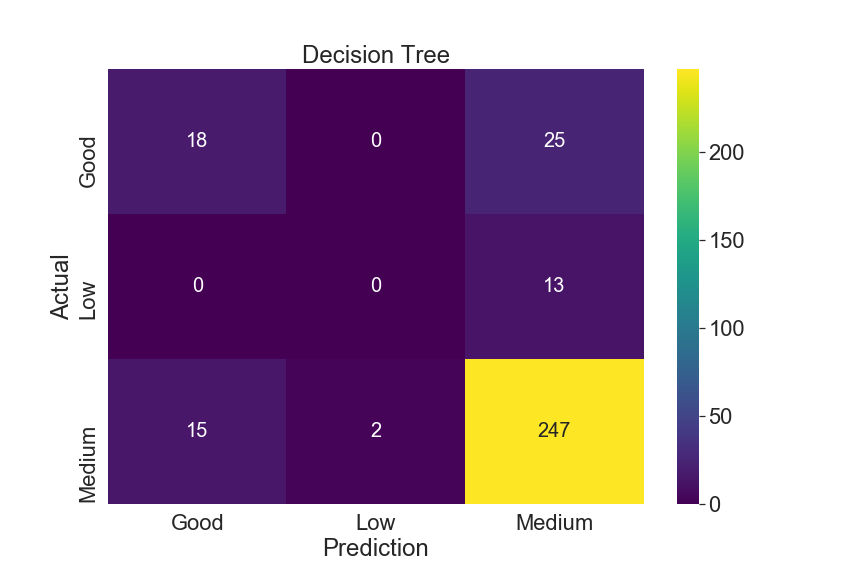 Decision Tree
Actual
Good
18 0 25
Low
0 0 13
Medium
15 2 247
Good Low Medium
Prediction
200
150
100
50
0